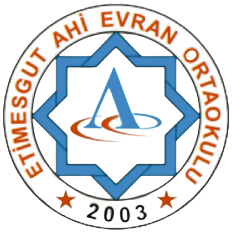 ETİMESGUT AHİ EVRAN ORTAOKULU
A
2003